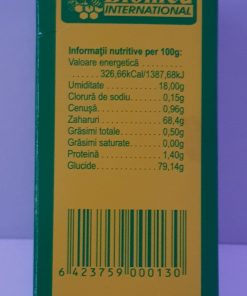 INTERNATIONAL
Informații nutritive per 100g:
Valoare energetică
326,66kCal/1387,68kJ
Umiditate 18,00g
Clorură de sodiu 0,15g
Cenușă 0,96g
Zaharuri 68,4g
Grăsimi totale 0,50g
Grăsimi saturate 0,00g
Proteină 1,40g
Glucide 79,14g
6 423759 000130